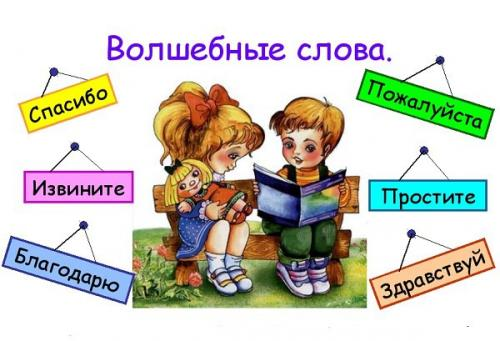 Волшебные слова.
Спасибо
Пожалуйста
Извините
Простите
Благодарю
Здравствуй